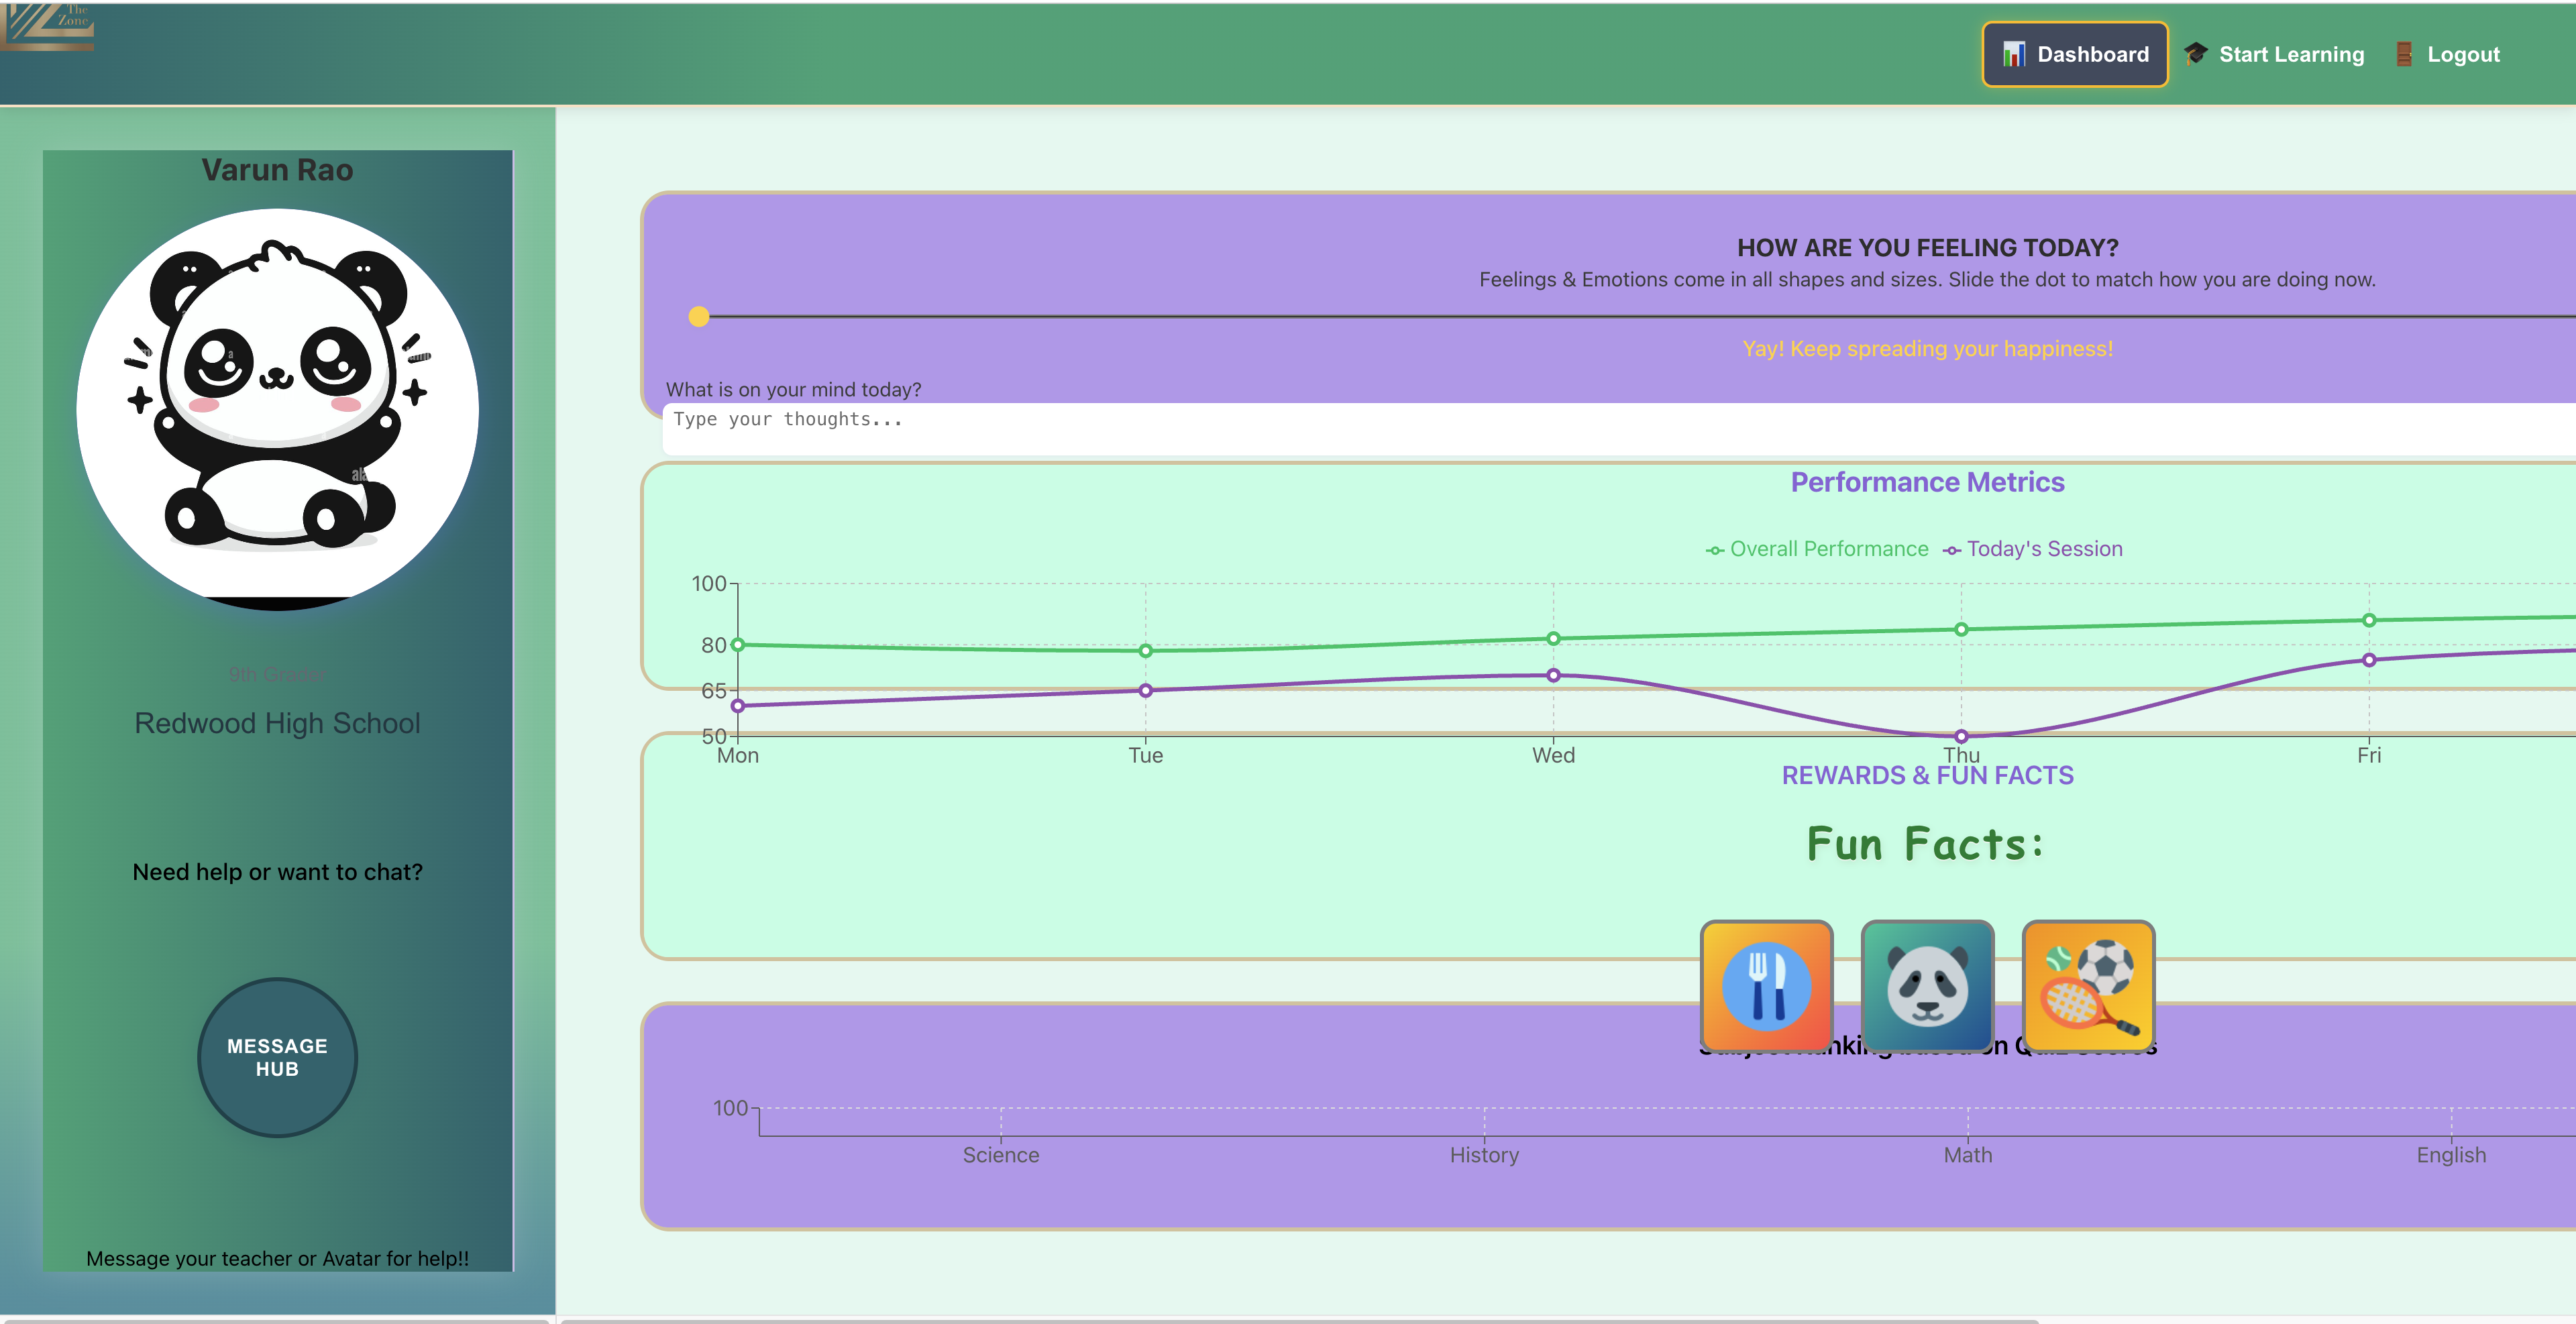 The
Zone
Dashboard
Start Learning
Logout
Varun Rao
9th Grade
Redwood High School
Need help or want to chat?
MESSAGE
HUB
Message your teacher or Avatar for help!!
HOW ARE YOU FEELING TODAY?
Feelings & Emotions come in all shapes and sizes. Slide the dot to match how you are doing now.
Yay! Keep spreading your happiness!
What is on your mind today?
Type your thoughts...
Performance Metrics
Overall Performance Today's Session
100
80
65
50
Mon Tue Wed Thu Fri
REWARDS & FUN FACTS
Fun Facts:
based
100
Science History Math English